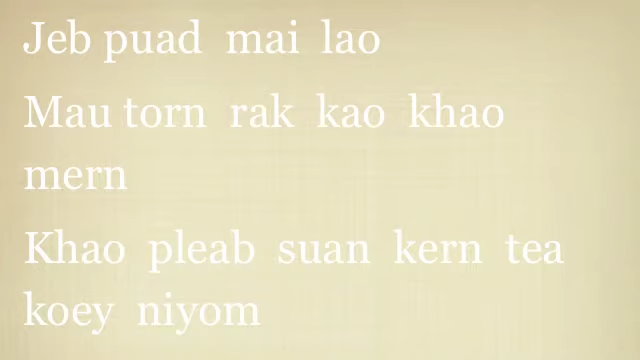 Jeb puad mai lao
Mau torn rak kao khao
mern
Khao pleab suan kern tea
koey niyom